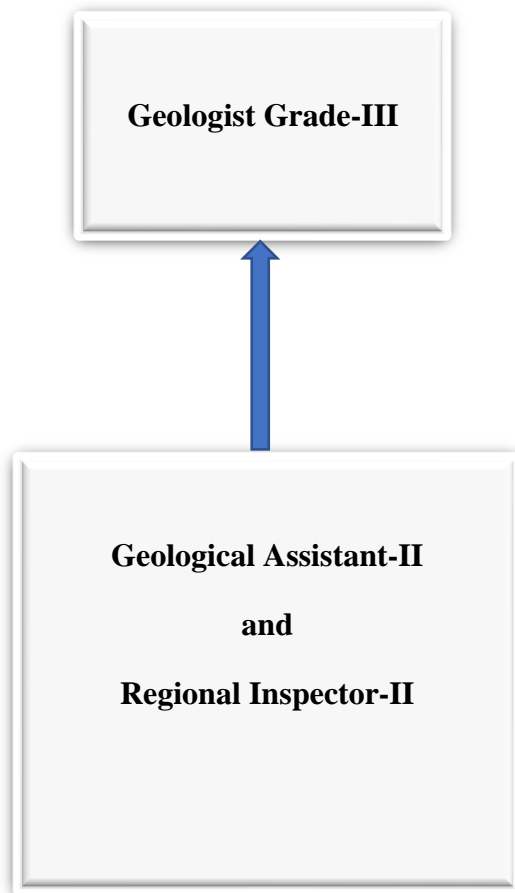 Geologist Grade-III
Geological Assistant-II
and
Regional Inspector-II